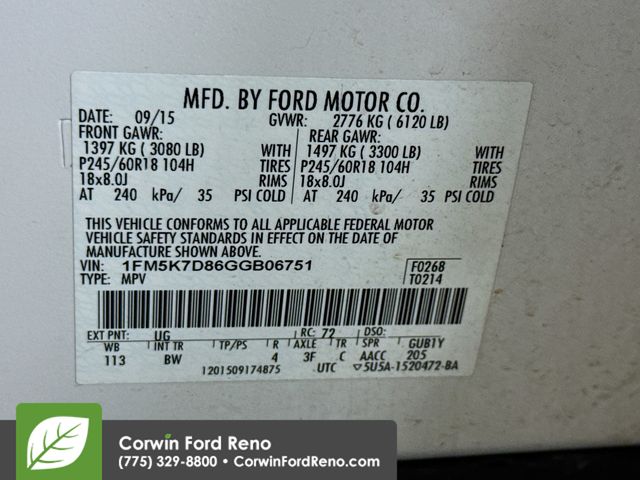 MFD. BY FORD MOTOR CO.
DATE: 09/15 GVWR: 2776 KG ( 6120 LB)
FRONT GAWR: REAR GAWR:
1397 KG ( 3080 LB) WITH 1497 KG ( 3300 LB) WITH
P245/60R18 104H TIRES P245/60R18 104H TIRES
18x8.0J RIMS 18x8.0J RIMS
AT 240 kPa/ 35 PSI COLD AT 240 kPa/ 35 PSI COLD
THIS VEHICLE CONFORMS TO ALL APPLICABLE FEDERAL MOTOR
VEHICLE SAFETY STANDARDS IN EFFECT ON THE DATE OF
MANUFACTURE SHOWN ABOVE.
VIN: 1FM5K7D86GGB06751 F0268
TYPE: MPV T0214
EXT PNT: UG RC: 72 DSO:
WB INT TR TP/PS R AXLE TR SPR GUB1Y
113 BW 4 3F C AACC 205
1201509174875 UTC ▽5U5A-1520472-BA
Corwin Ford Reno
(775) 329-8800 • CorwinFordReno.com